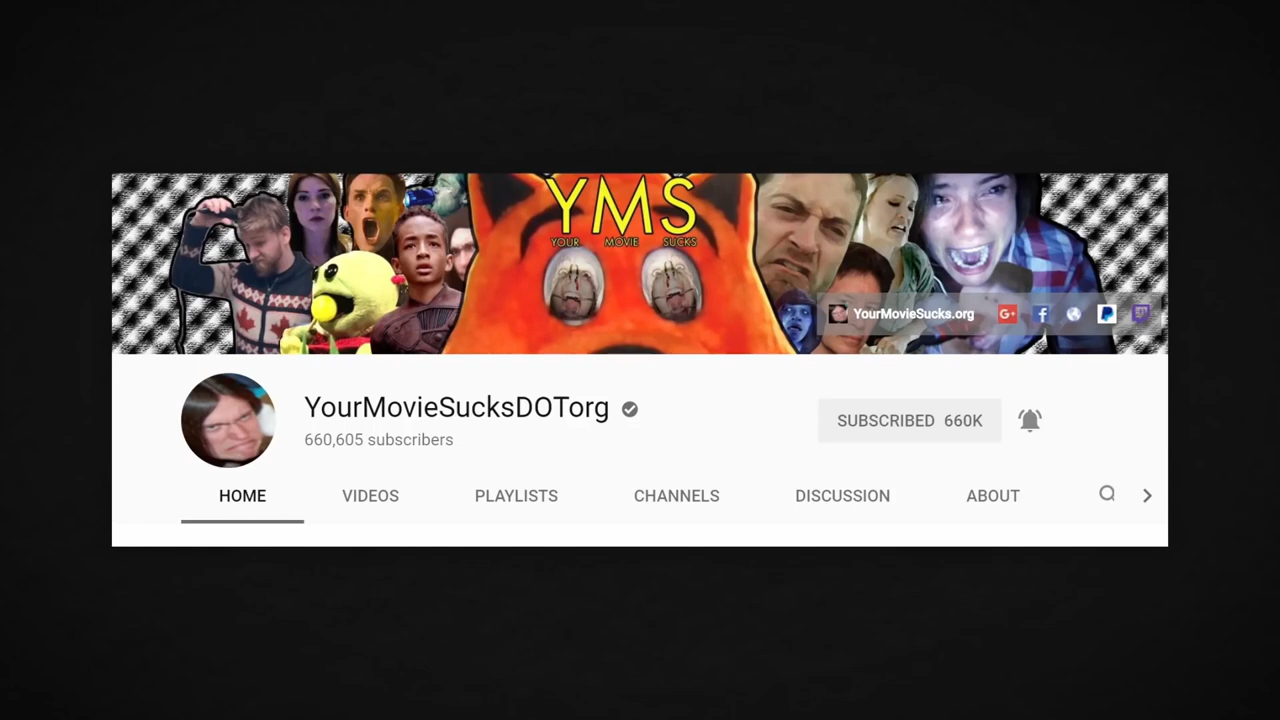 YMS
YOUR MOVIE SUCKS
YourMovieSucks.org
G+
YourMovieSucksDOTorg
660,605 subscribers
SUBSCRIBED 660K
HOME VIDEOS PLAYLISTS CHANNELS DISCUSSION ABOUT